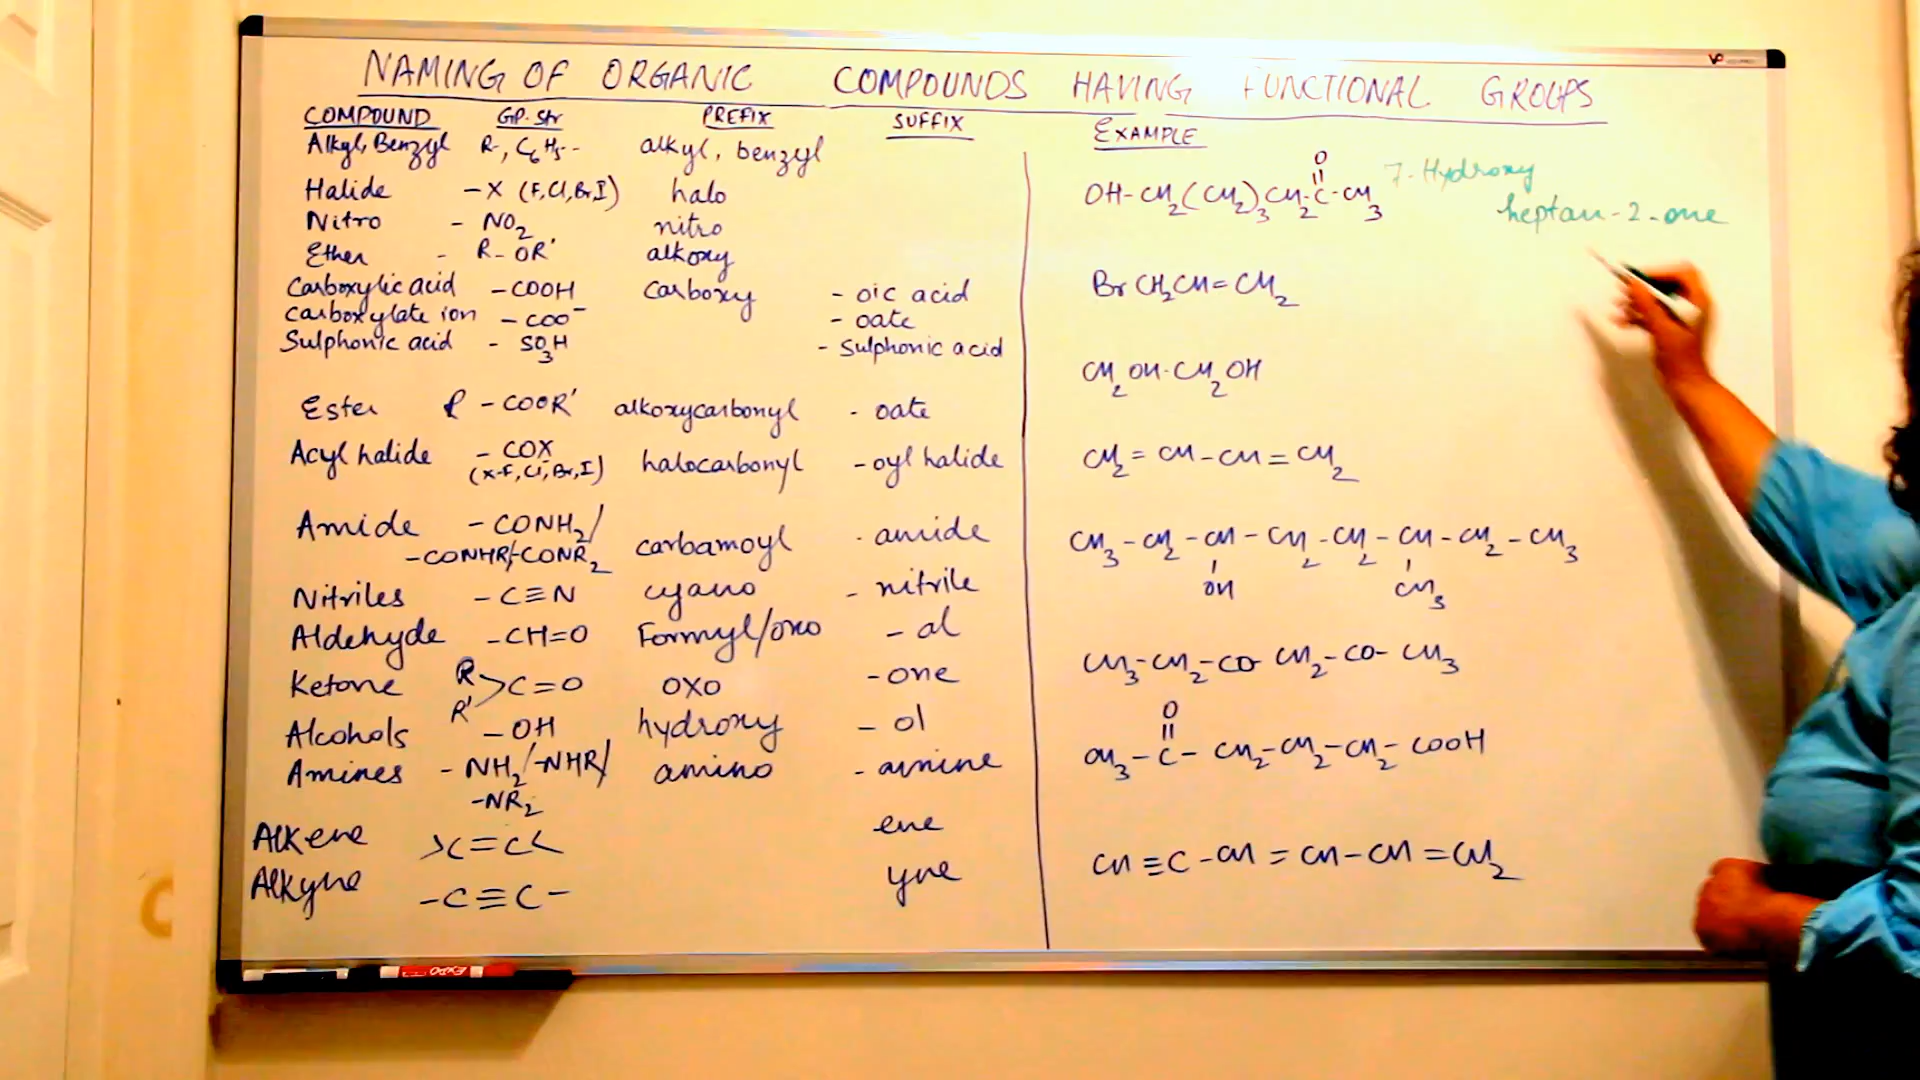 NAMING OF ORGANIC COMPOUNDS HAVING FUNCTIONAL GROUPS
COMPOUND GP. Str PREFIX SUFFIX
Alkyl, Benzyl R-, C6H5- - alkyl, benzyl
Halide -X (F,Cl,Br,I) halo
Nitro - NO2 nitro
Ether - R-OR' alkoxy
Carboxylic acid -COOH carboxy - oic acid
carboxylate ion -COO⁻ - oate
Sulphonic acid - SO3H - sulphonic acid
Ester R -COOR' alkoxycarbonyl - oate
Acyl halide -COX halocarbonyl -oyl halide
(X-F, Cl, Br, I)
Amide -CONH2/ carbamoyl - amide
-CONHR/-CONR2
Nitriles -C≡N cyano - nitrile
Aldehyde -CH=O Formyl/oxo - al
Ketone R R' >C=O oxo -one
Alcohols -OH hydroxy - ol
Amines -NH2/-NHR/ amino - amine
-NR2
Alkene >C=C< ene
Alkyne -C≡C- yne
EXAMPLE
O
||
OH-CH2(CH2)3CH2-C-CH3 7-Hydroxy
heptan-2-one
BrCH2CH=CH2
CH2OH-CH2OH
CH2=CH-CH=CH2
CH3-CH2-CH-CH2-CH2-CH-CH2-CH3
OH CH3
CH3-CH2-CO-CH2-CO-CH3
O
||
CH3-C-CH2-CH2-CH2-COOH
CH≡C-CH=CH-CH=CH2
EXPO